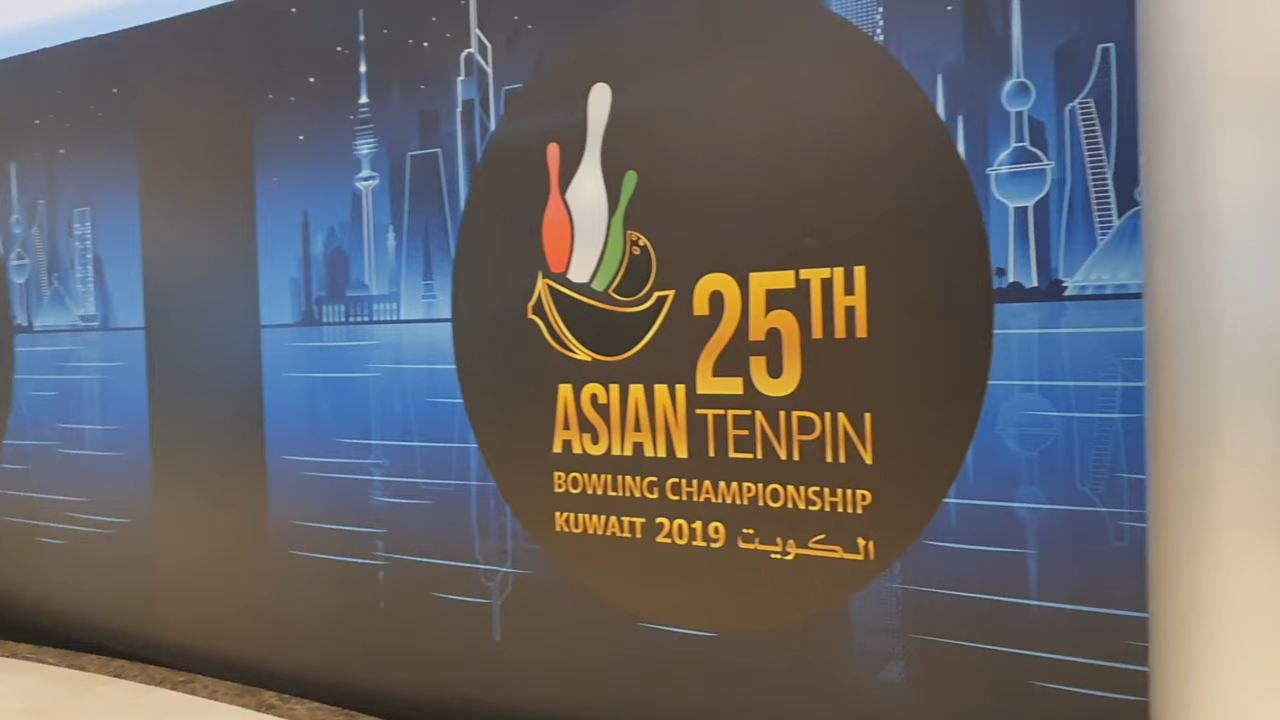 25TH
ASIAN TENPIN
BOWLING CHAMPIONSHIP
KUWAIT 2019 الكويت